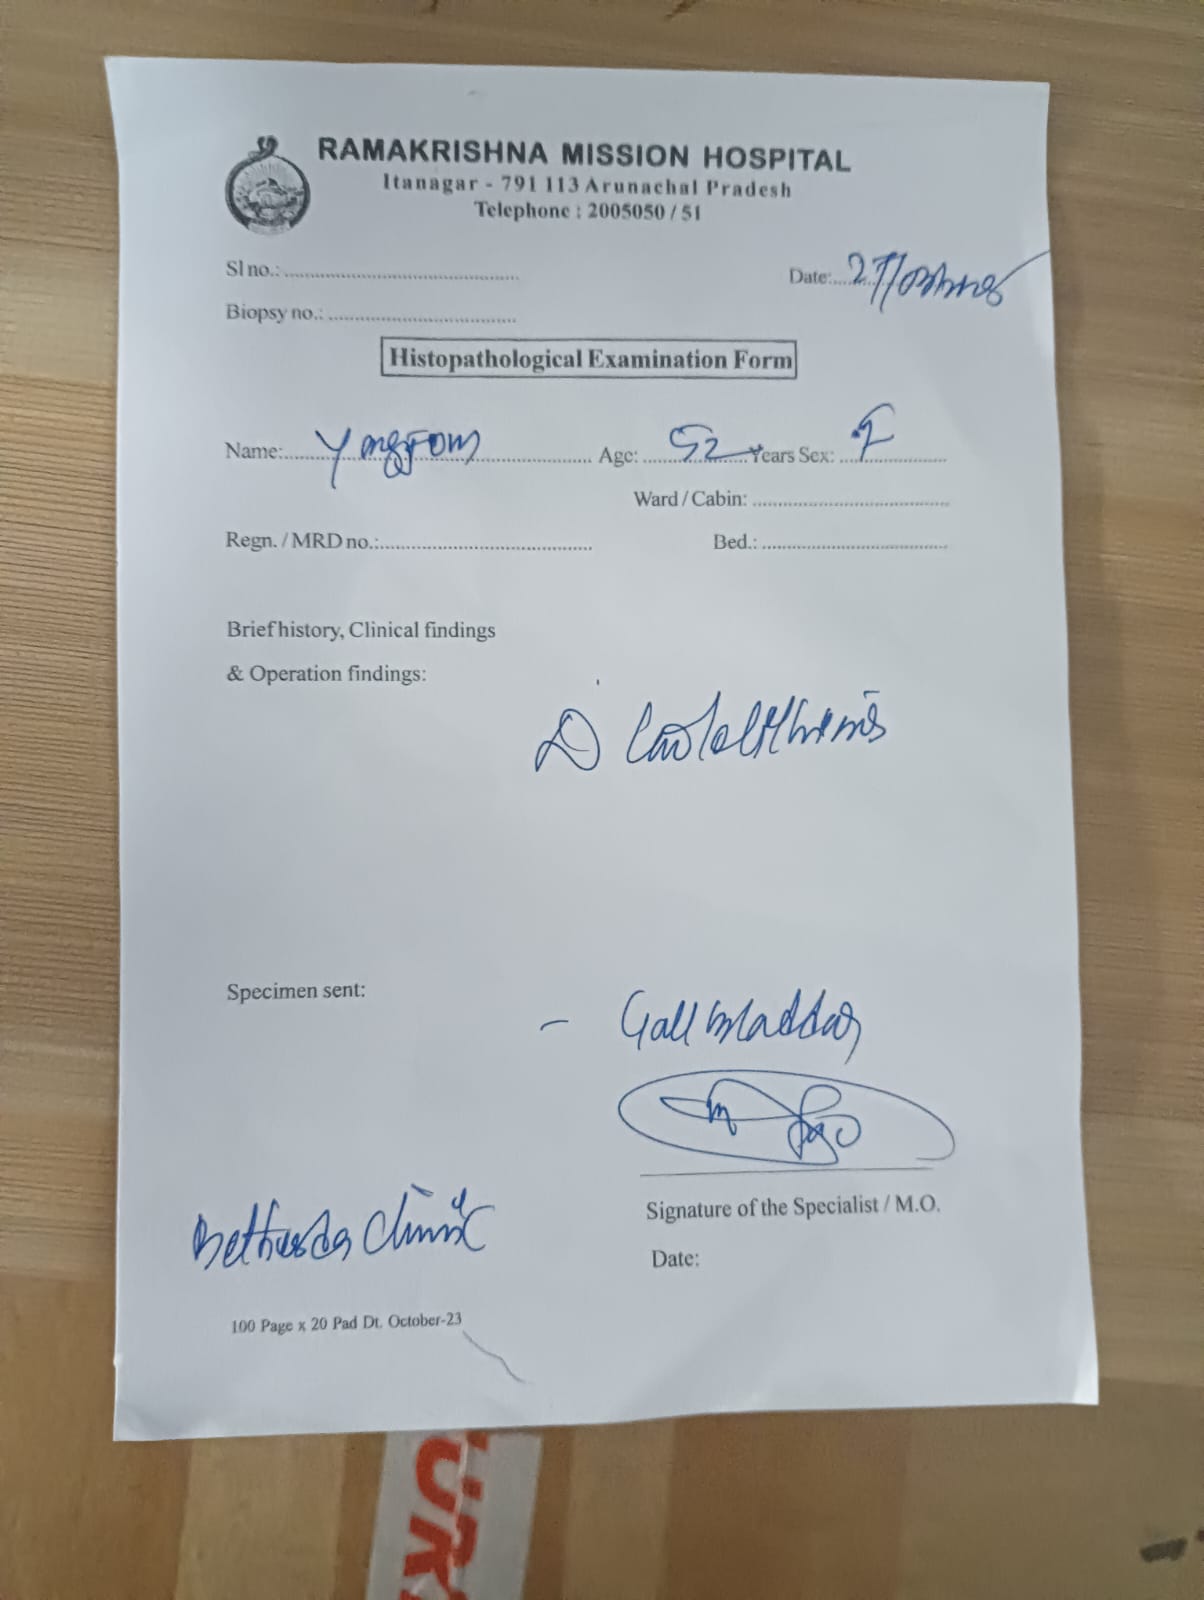 RAMAKRISHNA MISSION HOSPITAL
Itanagar - 791 113 Arunachal Pradesh
Telephone : 2005050 / 51
Sl no.:
Date:
Biopsy no.:
Histopathological Examination Form
Name: Age: 52 Years Sex: F
Ward / Cabin:
Regn. / MRD no.: Bed.:
Brief history, Clinical findings
& Operation findings:
Specimen sent:
- Gall bladder
Signature of the Specialist / M.O.
Bethesda Clinic
Date:
100 Page x 20 Pad Dt. October-23